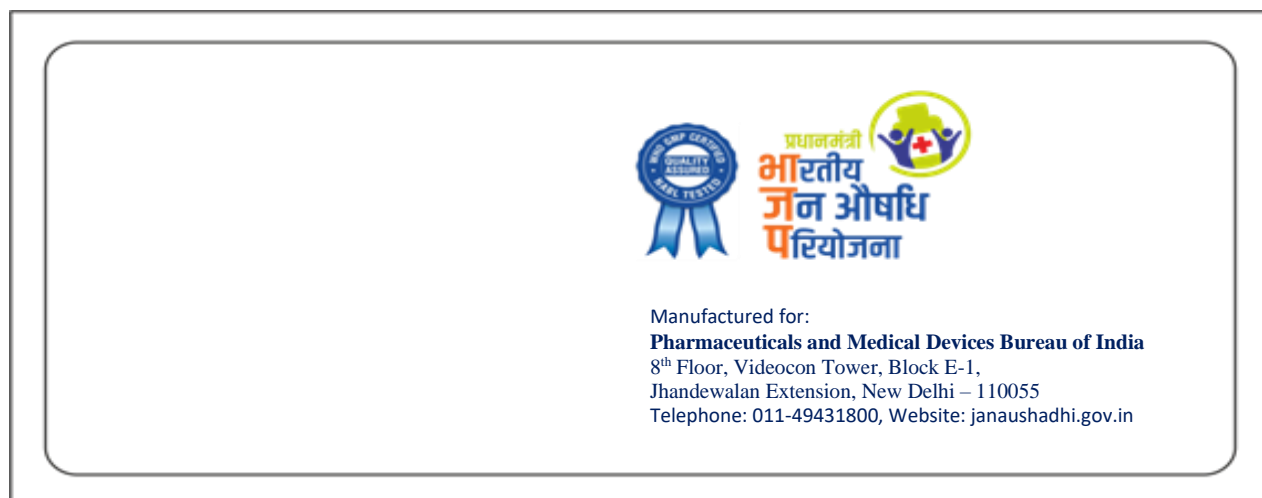 WHO GMP CERTIFIED
QUALITY
ASSURED
NABL TESTED
प्रधानमंत्री
भारतीय
जन औषधि
परियोजना
Manufactured for:
Pharmaceuticals and Medical Devices Bureau of India
8th Floor, Videocon Tower, Block E-1,
Jhandewalan Extension, New Delhi – 110055
Telephone: 011-49431800, Website: janaushadhi.gov.in